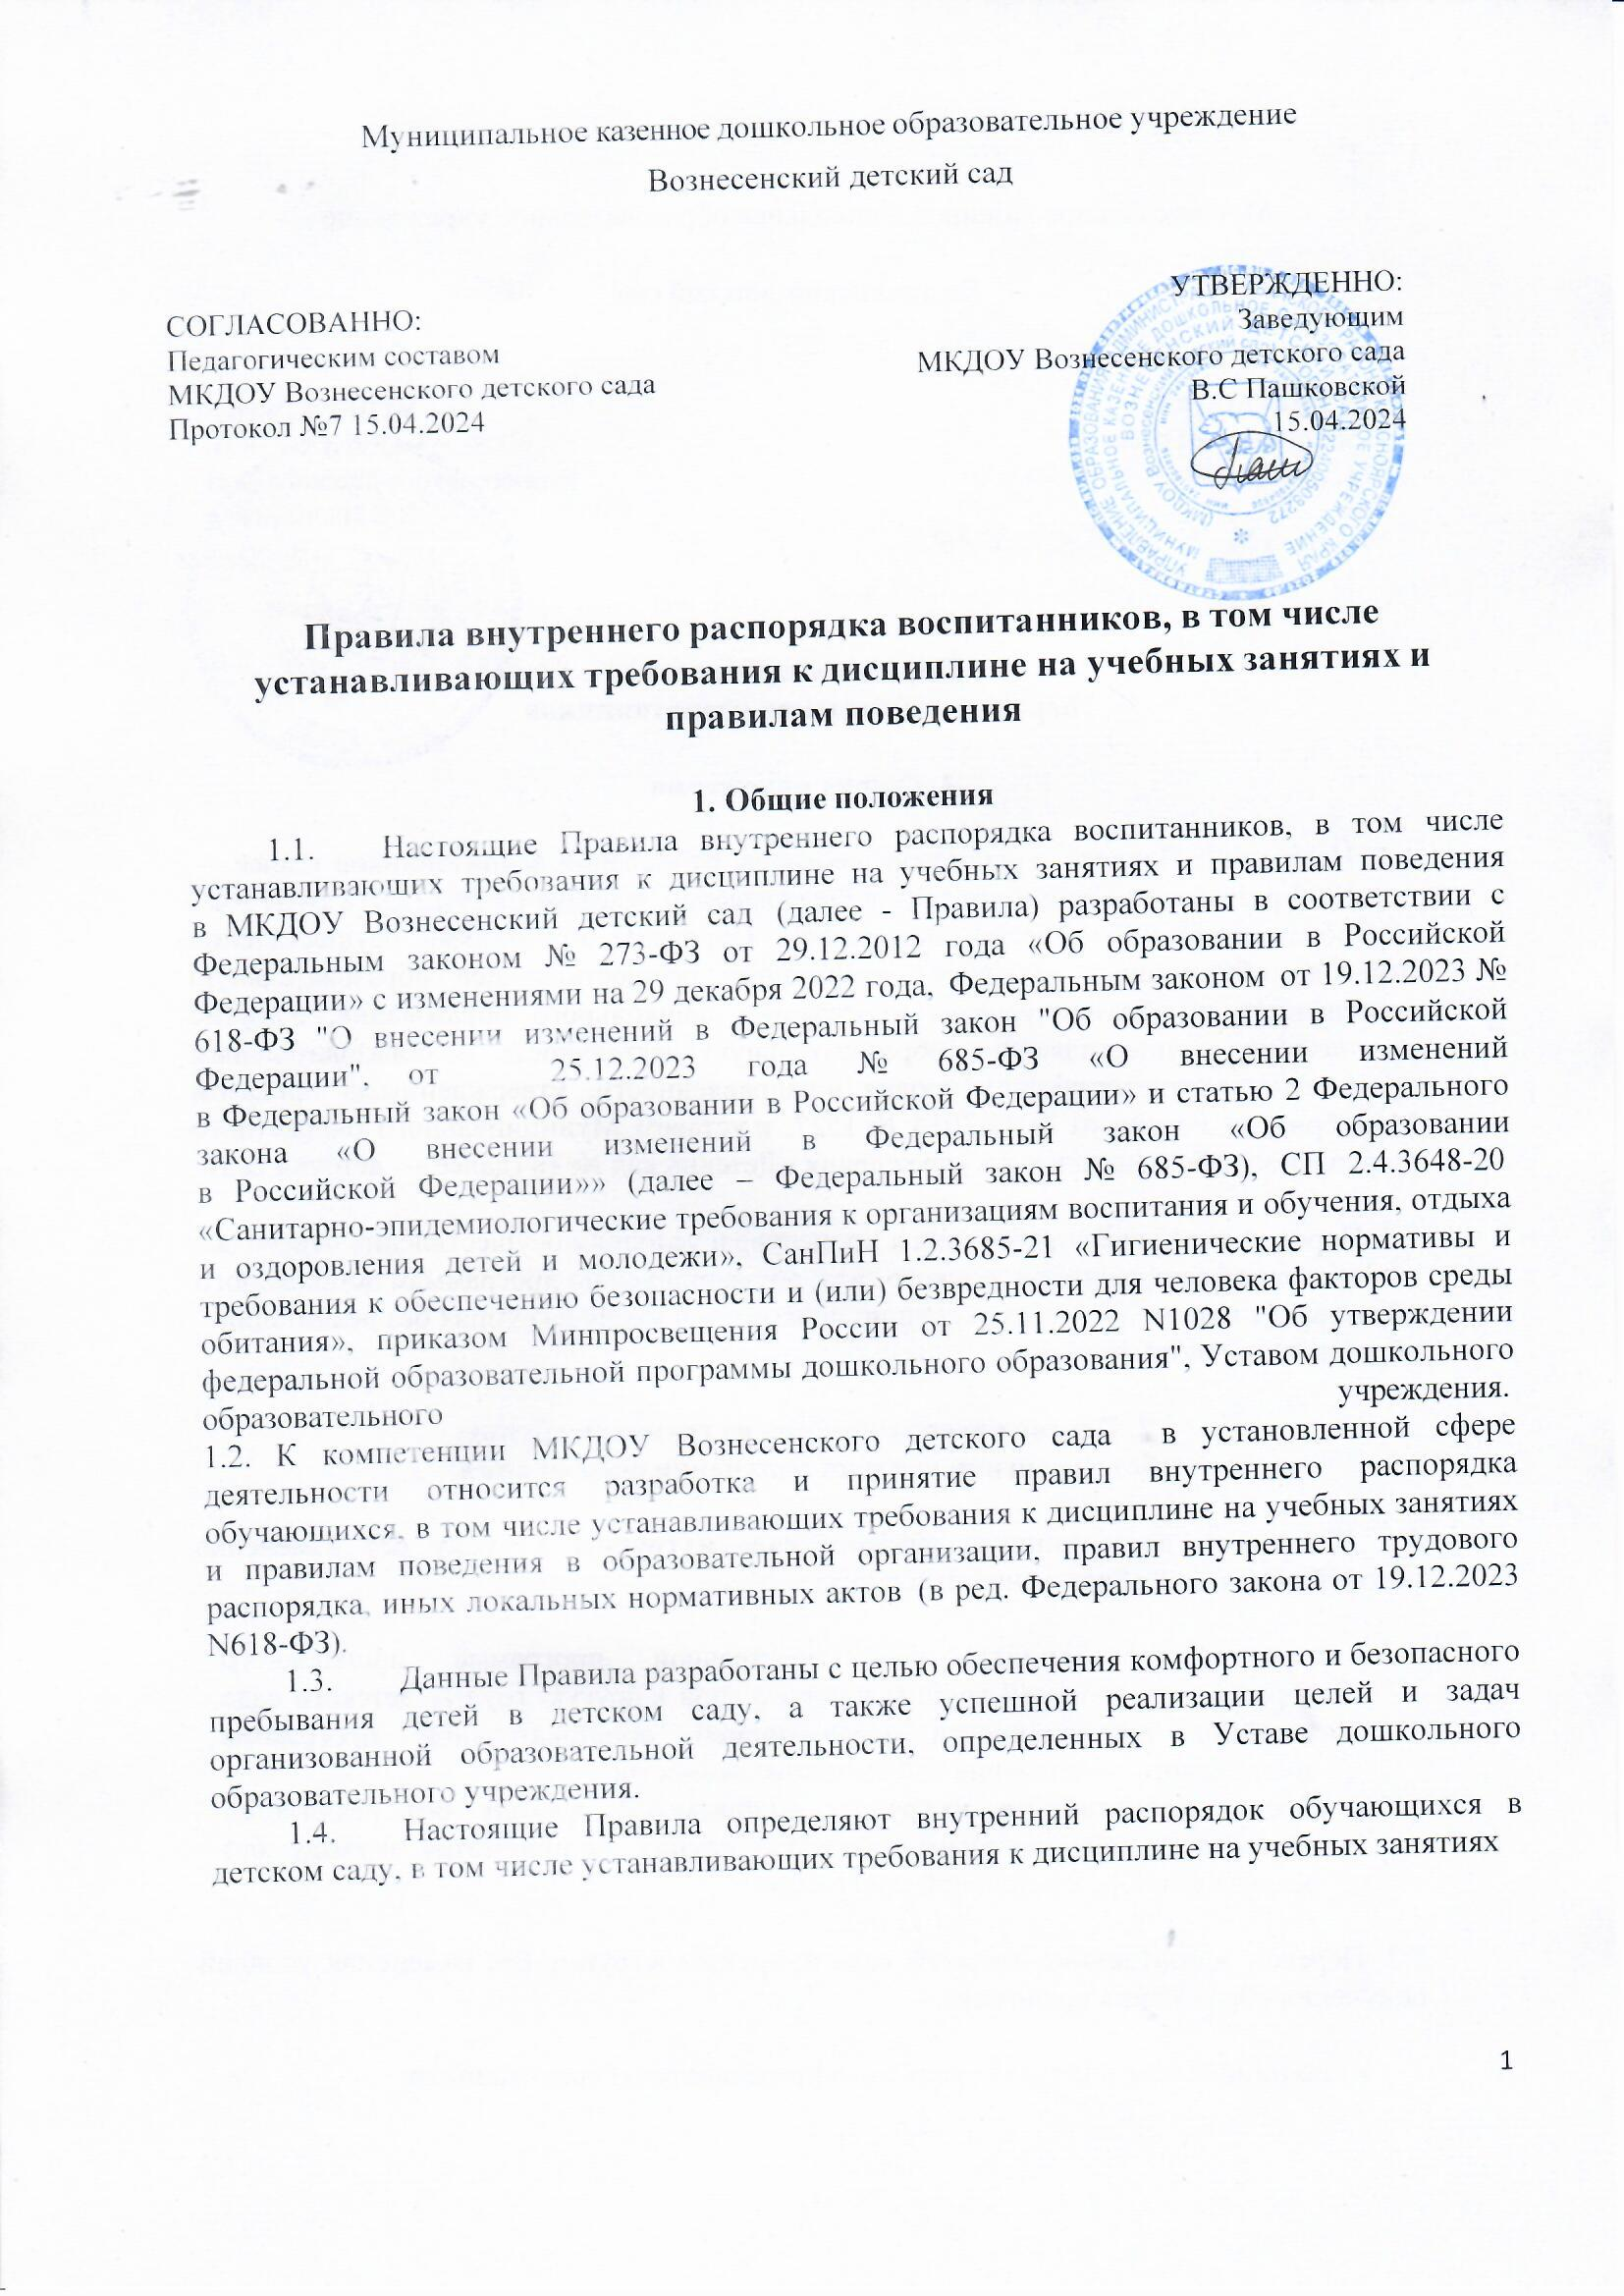 Муниципальное казенное дошкольное образовательное учреждение
Вознесенский детский сад
СОГЛАСОВАННО:
Педагогическим составом
МКДОУ Вознесенского детского сада
Протокол №7 15.04.2024
УТВЕРЖДЕННО:
Заведующим
МКДОУ Вознесенского детского сада
В.С Пашковской
15.04.2024
Правила внутреннего распорядка воспитанников, в том числе
устанавливающих требования к дисциплине на учебных занятиях и
правилам поведения
1. Общие положения
1.1. Настоящие Правила внутреннего распорядка воспитанников, в том числе
устанавливающих требования к дисциплине на учебных занятиях и правилам поведения
в МКДОУ Вознесенский детский сад (далее - Правила) разработаны в соответствии с
Федеральным законом № 273-ФЗ от 29.12.2012 года «Об образовании в Российской
Федерации» с изменениями на 29 декабря 2022 года, Федеральным законом от 19.12.2023 №
618-ФЗ "О внесении изменений в Федеральный закон "Об образовании в Российской
Федерации", от 25.12.2023 года № 685-ФЗ «О внесении изменений
в Федеральный закон «Об образовании в Российской Федерации» и статью 2 Федерального
закона «О внесении изменений в Федеральный закон «Об образовании
в Российской Федерации»» (далее – Федеральный закон № 685-ФЗ), СП 2.4.3648-20
«Санитарно-эпидемиологические требования к организациям воспитания и обучения, отдыха
и оздоровления детей и молодежи», СанПиН 1.2.3685-21 «Гигиенические нормативы и
требования к обеспечению безопасности и (или) безвредности для человека факторов среды
обитания», приказом Минпросвещения России от 25.11.2022 N1028 "Об утверждении
федеральной образовательной программы дошкольного образования", Уставом дошкольного
образовательного учреждения.
1.2. К компетенции МКДОУ Вознесенского детского сада в установленной сфере
деятельности относится разработка и принятие правил внутреннего распорядка
обучающихся, в том числе устанавливающих требования к дисциплине на учебных занятиях
и правилам поведения в образовательной организации, правил внутреннего трудового
распорядка, иных локальных нормативных актов (в ред. Федерального закона от 19.12.2023
N618-ФЗ).
1.3. Данные Правила разработаны с целью обеспечения комфортного и безопасного
пребывания детей в детском саду, а также успешной реализации целей и задач
организованной образовательной деятельности, определенных в Уставе дошкольного
образовательного учреждения.
1.4. Настоящие Правила определяют внутренний распорядок обучающихся в
детском саду, в том числе устанавливающих требования к дисциплине на учебных занятиях
1